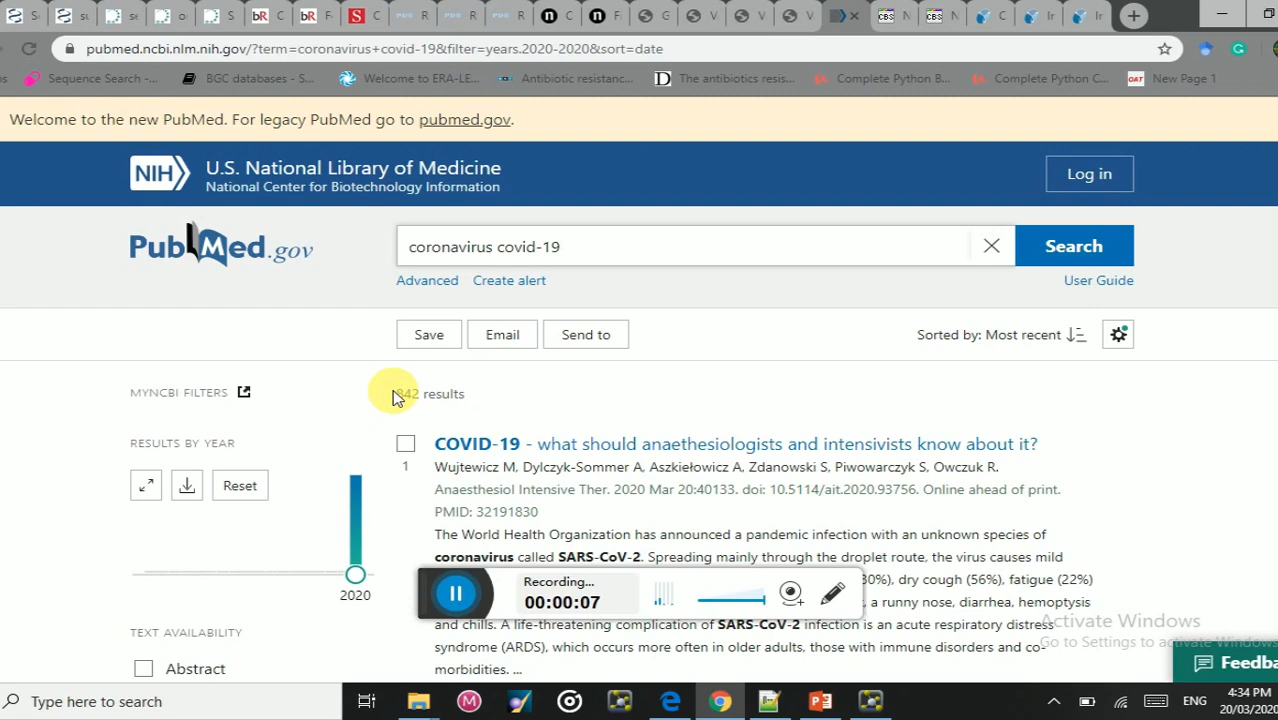 S
st
se
o
S
C
F
C
R
R
R
C
F
G
V
V
V
N
N
C
Ir
Ir
pubmed.ncbi.nlm.nih.gov/?term=coronavirus+covid-19&filter=years.2020-2020&sort=date
Sequence Search -...
BGC databases - S...
Welcome to ERA-LE...
Antibiotic resistanc...
The antibiotics resis...
Complete Python B...
Complete Python C...
OAT New Page 1
Welcome to the new PubMed. For legacy PubMed go to pubmed.gov.
NIH
U.S. National Library of Medicine
National Center for Biotechnology Information
Log in
PubMed.gov
coronavirus covid-19
Search
Advanced
Create alert
User Guide
Save
Email
Send to
Sorted by: Most recent
MYNCBI FILTERS
842 results
RESULTS BY YEAR
Reset
2020
TEXT AVAILABILITY
Abstract
COVID-19 - what should anaethesiologists and intensivists know about it?
1
Wujtewicz M, Dylczyk-Sommer A, Aszkiełowicz A, Zdanowski S, Piwowarczyk S, Owczuk R.
Anaesthesiol Intensive Ther. 2020 Mar 20:40133. doi: 10.5114/ait.2020.93756. Online ahead of print.
PMID: 32191830
The World Health Organization has announced a pandemic infection with an unknown species of
coronavirus called SARS-CoV-2. Spreading mainly through the droplet route, the virus causes mild
30%), dry cough (56%), fatigue (22%)
, a runny nose, diarrhea, hemoptysis
and chills. A life-threatening complication of SARS-CoV-2 infection is an acute respiratory distress
syndrome (ARDS), which occurs more often in older adults, those with immune disorders and co-
morbidities. ...
Recording...
00:00:07
Activate Windows
Go to Settings to activate Windows
Feedba
Type here to search
ENG
4:34 PM
20/03/2020